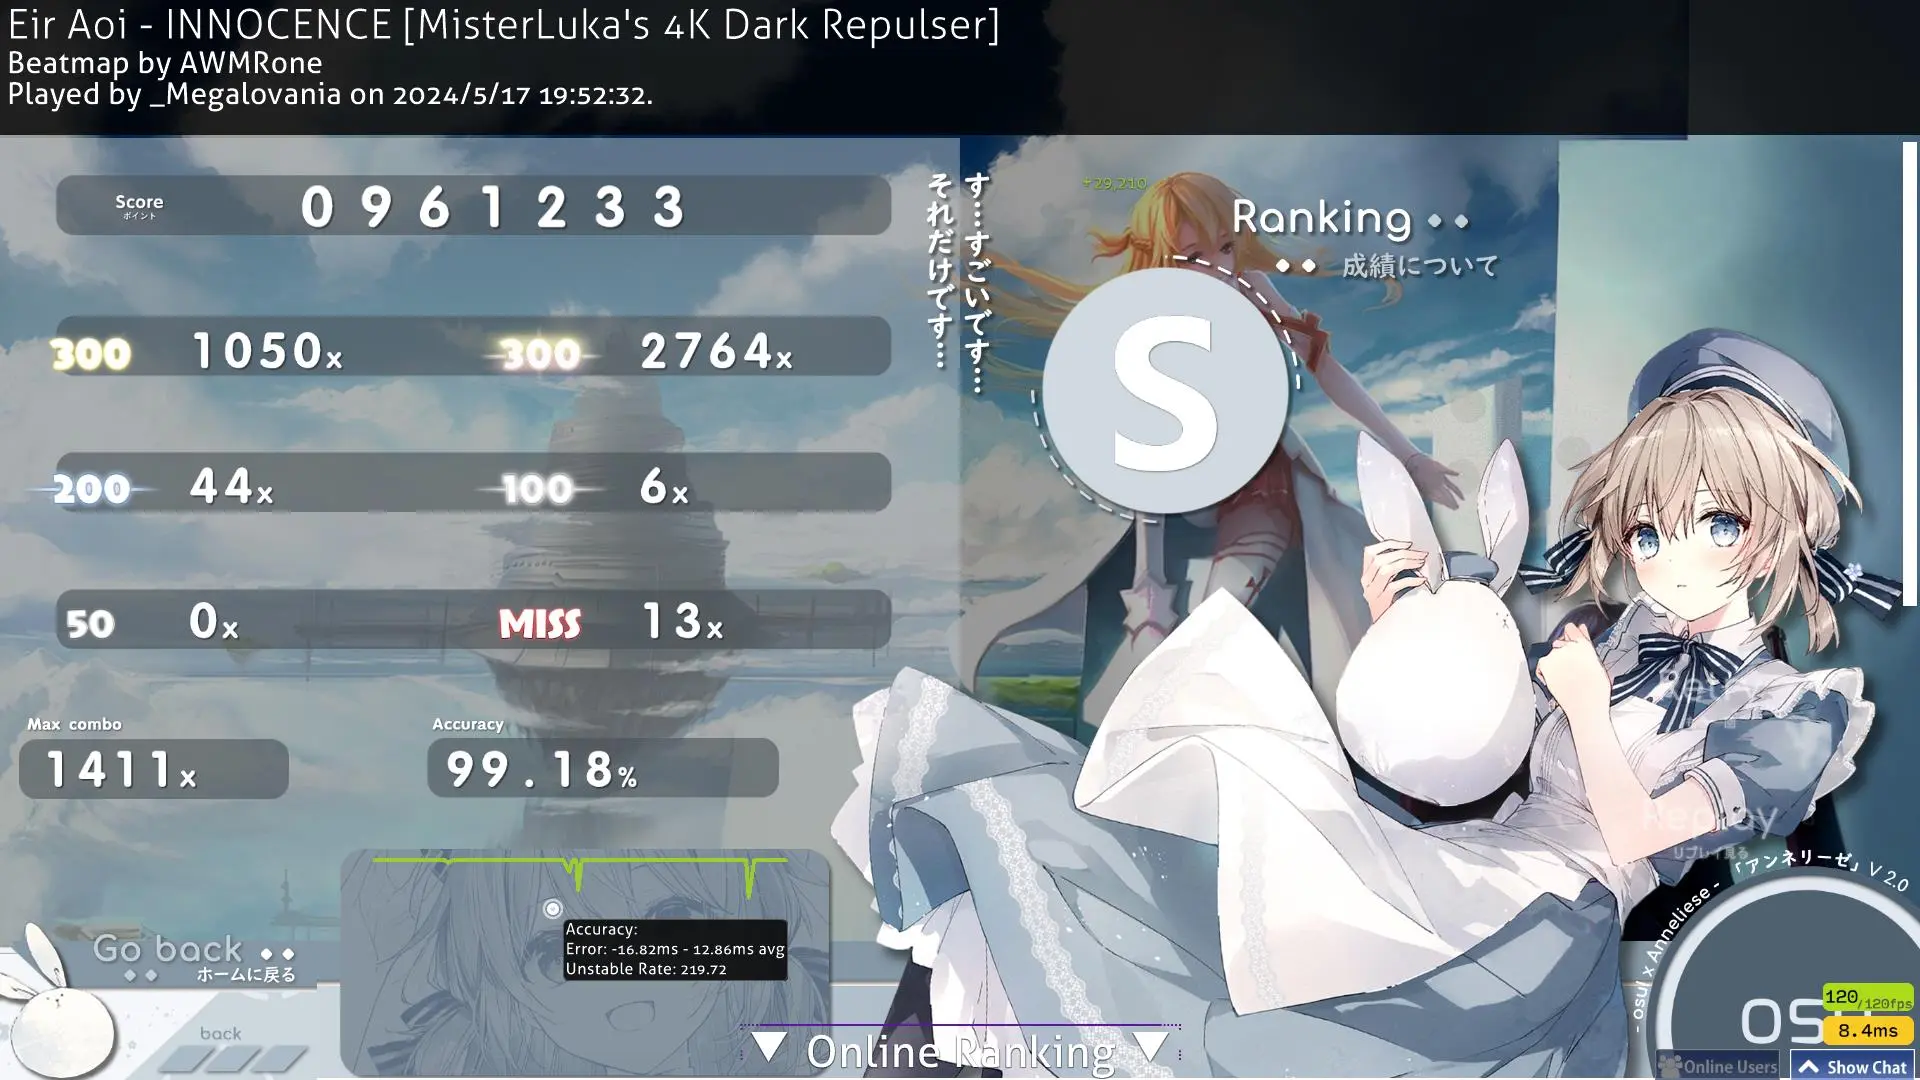 Eir Aoi - INNOCENCE [MisterLuka's 4K Dark Repulser]
Beatmap by AWMRone
Played by _Megalovania on 2024/5/17 19:52:32.
Score 0961233
ポイント
す…すごいです…
それだけです…
+29,210
Ranking
成績について
S
300 1050x 300 2764x
200 44x 100 6x
50 0x MISS 13x
Max combo
1411x
Accuracy
99.18%
Accuracy:
Error: -16.82ms - 12.86ms avg
Unstable Rate: 219.72
Replay
リプレイ見る
- osu! x Anneliese - 「アンネリーゼ」 V 2.0
Go back
ホームに戻る
back
Online Ranking
120/120fps
8.4ms
Online Users
Show Chat